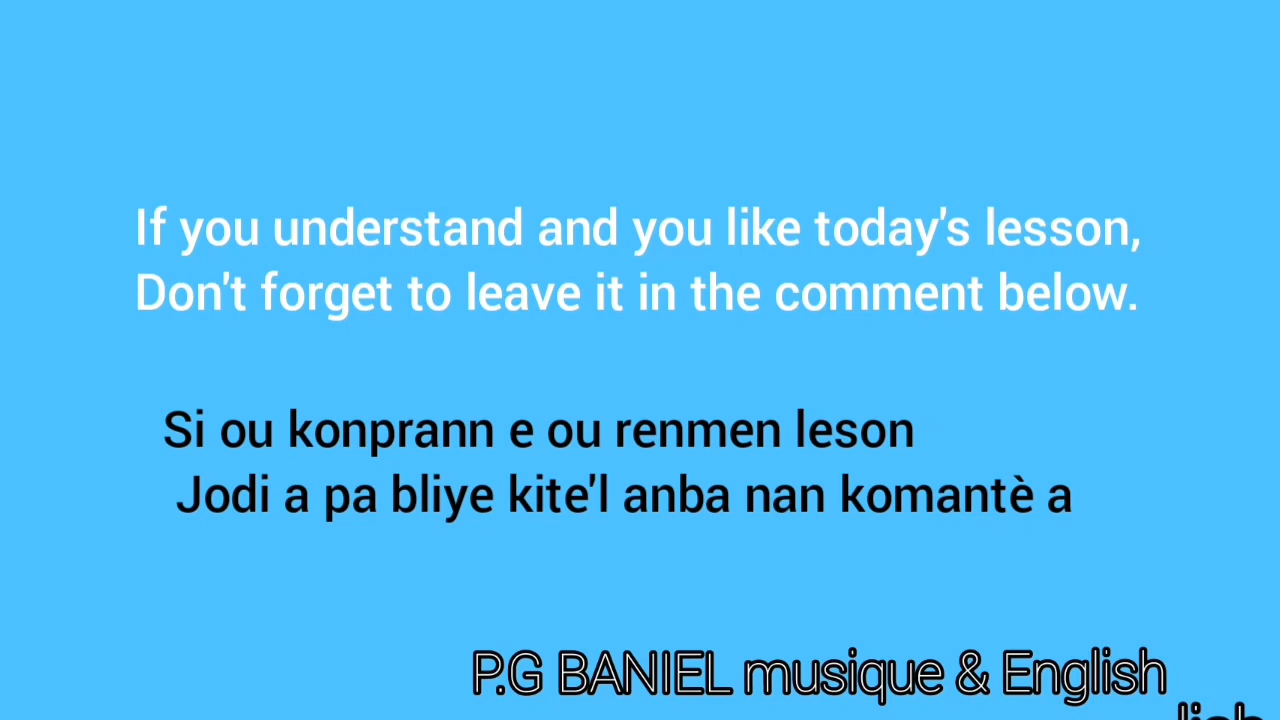 If you understand and you like today's lesson,
Don't forget to leave it in the comment below.
Si ou konprann e ou renmen leson
Jodi a pa bliye kite'l anba nan komantè a
P.G BANIEL musique & English